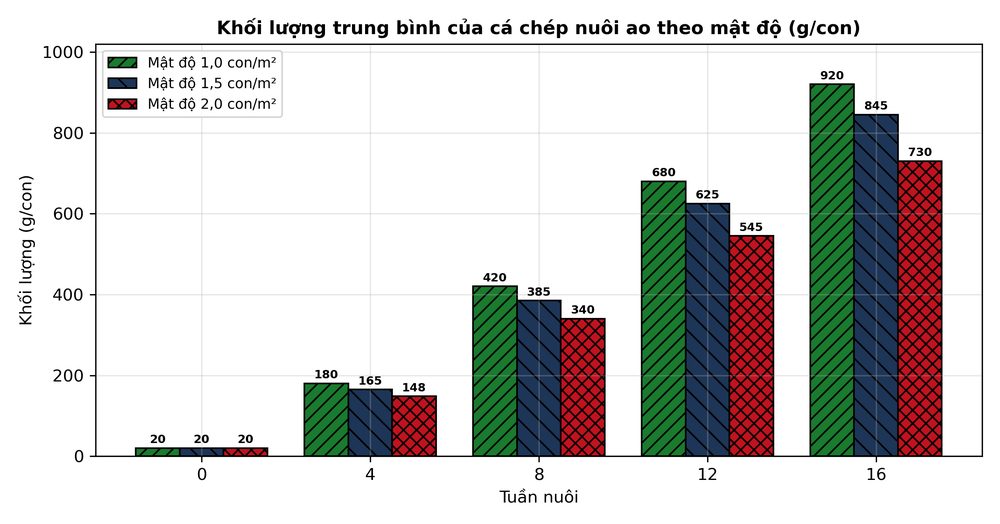 Khối lượng trung bình của cá chép nuôi ao theo mật độ (g/con)
Mật độ 1,0 con/m²
Mật độ 1,5 con/m²
Mật độ 2,0 con/m²
Khối lượng (g/con)
1000
800
600
400
200
0
20 20 20
180 165 148
420 385 340
680 625 545
920 845 730
0 4 8 12 16
Tuần nuôi